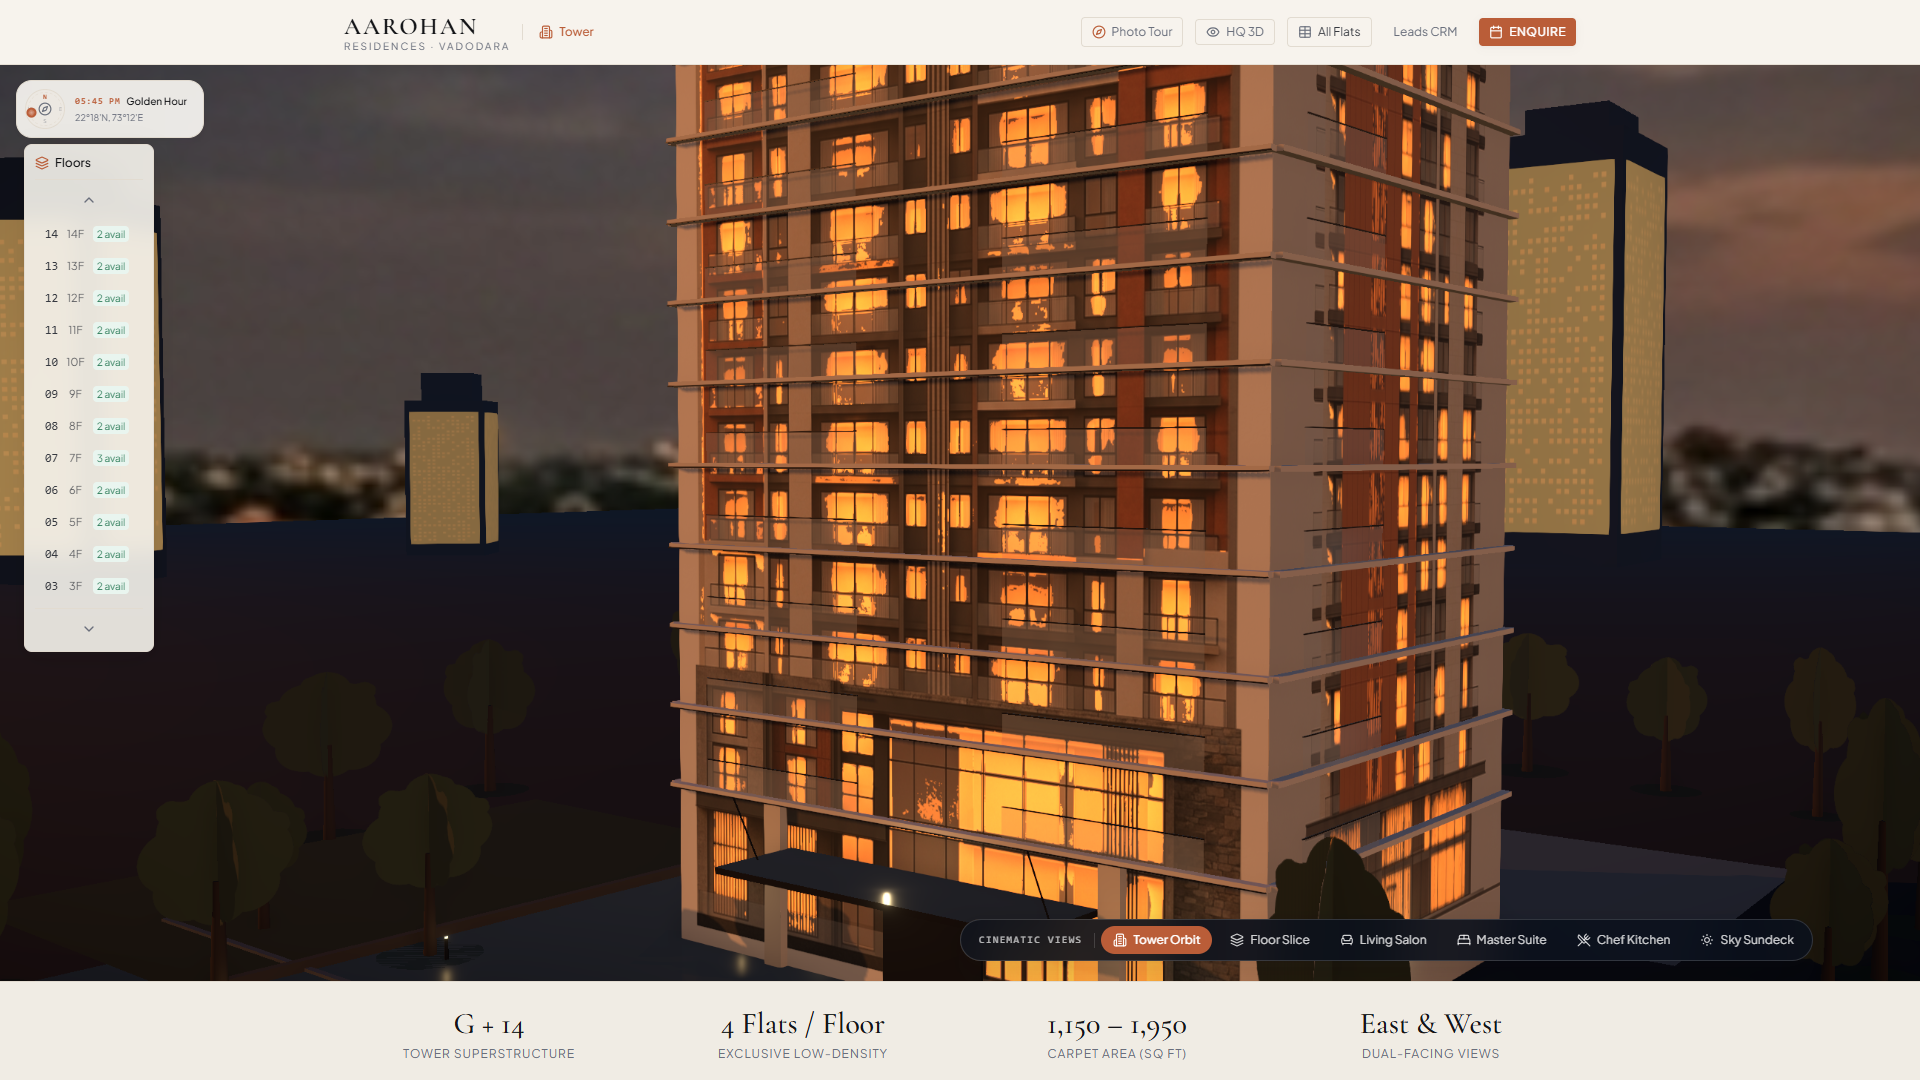 AAROHAN
RESIDENCES · VADODARA
Tower
Photo Tour
HQ 3D
All Flats
Leads CRM
ENQUIRE
N
05:45 PM Golden Hour
22°18'N, 73°12'E
Floors
14 14F 2 avail
13 13F 2 avail
12 12F 2 avail
11 11F 2 avail
10 10F 2 avail
09 9F 2 avail
08 8F 2 avail
07 7F 3 avail
06 6F 2 avail
05 5F 2 avail
04 4F 2 avail
03 3F 2 avail
CINEMATIC VIEWS
Tower Orbit
Floor Slice
Living Salon
Master Suite
Chef Kitchen
Sky Sundeck
G + 14
TOWER SUPERSTRUCTURE
4 Flats / Floor
EXCLUSIVE LOW-DENSITY
1,150 – 1,950
CARPET AREA (SQ FT)
East & West
DUAL-FACING VIEWS